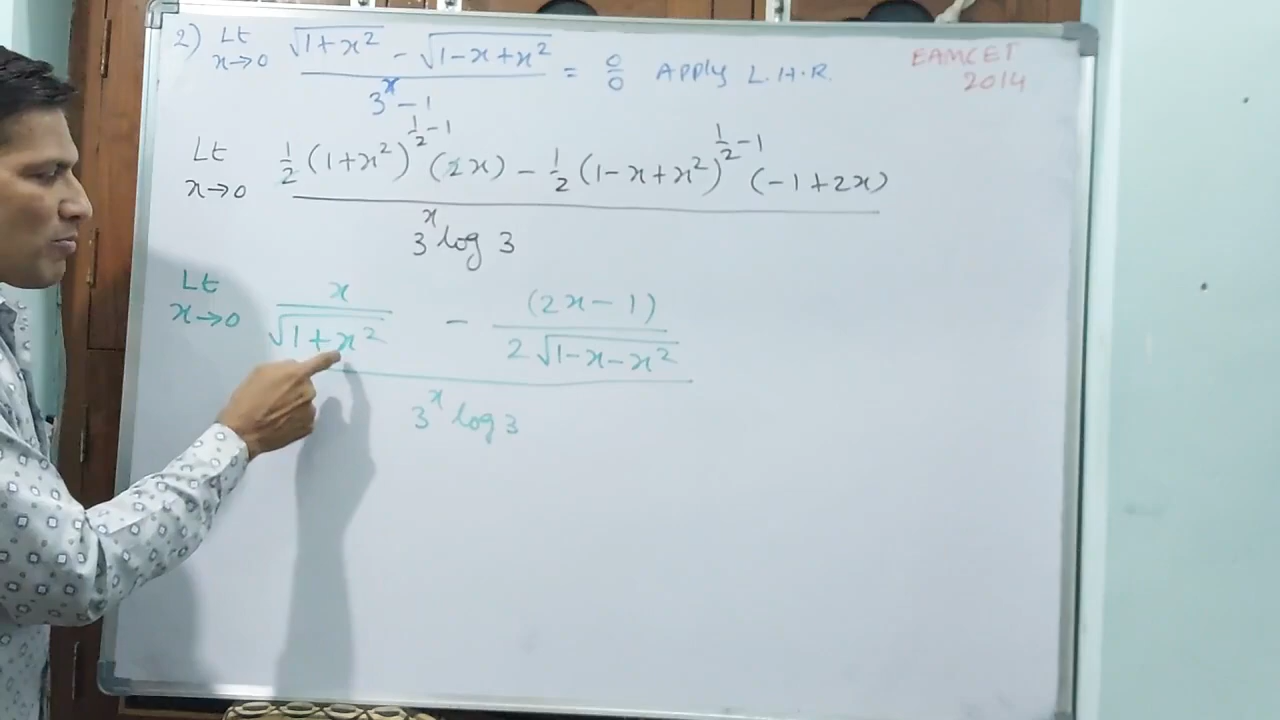 2) Lt x→0 (√(1+x²) - √(1-x+x²)) / (3^x - 1) = 0/0 Apply L.H.R.
EAMCET 2014
Lt x→0 (1/2 (1+x²)^(1/2 - 1) (2x) - 1/2 (1-x+x²)^(1/2 - 1) (-1+2x)) / (3^x log 3)
Lt x→0 (x / √(1+x²) - (2x-1) / (2√(1-x-x²))) / (3^x log 3)